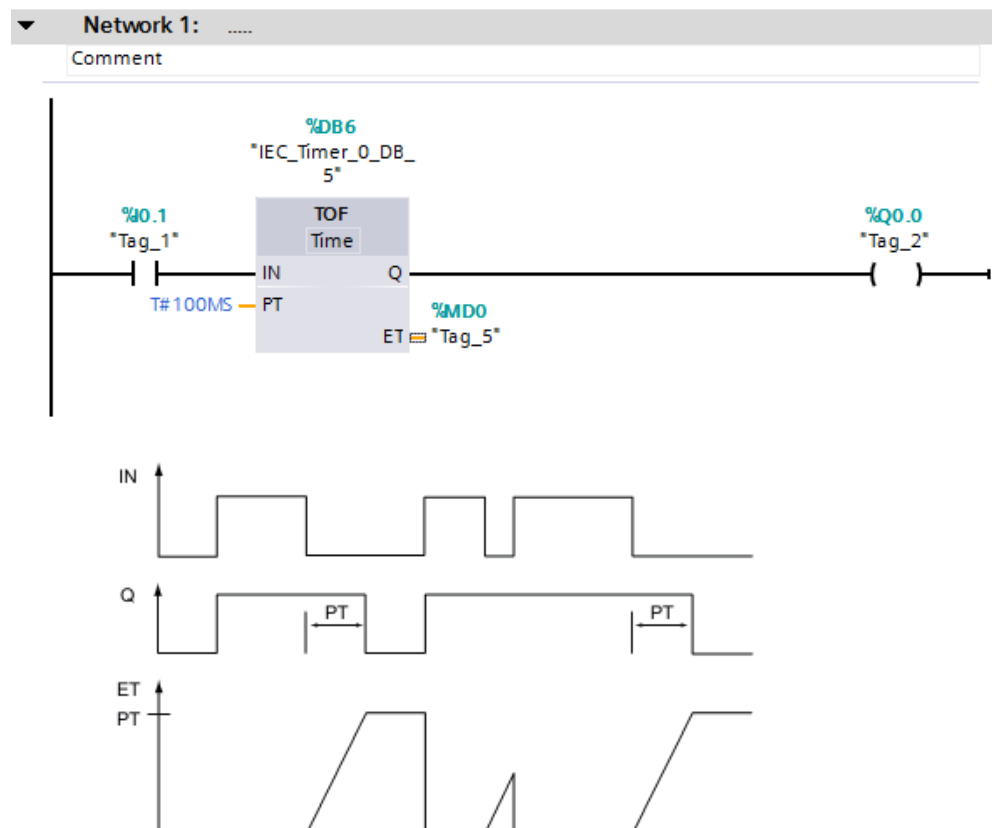 Network 1: .....
Comment
%DB6
"IEC_Timer_0_DB_
5"
%I0.1
"Tag_1"
TOF
Time
%Q0.0
"Tag_2"
IN Q
T#100MS PT
%MD0
ET "Tag_5"
IN
Q
PT PT
ET
PT